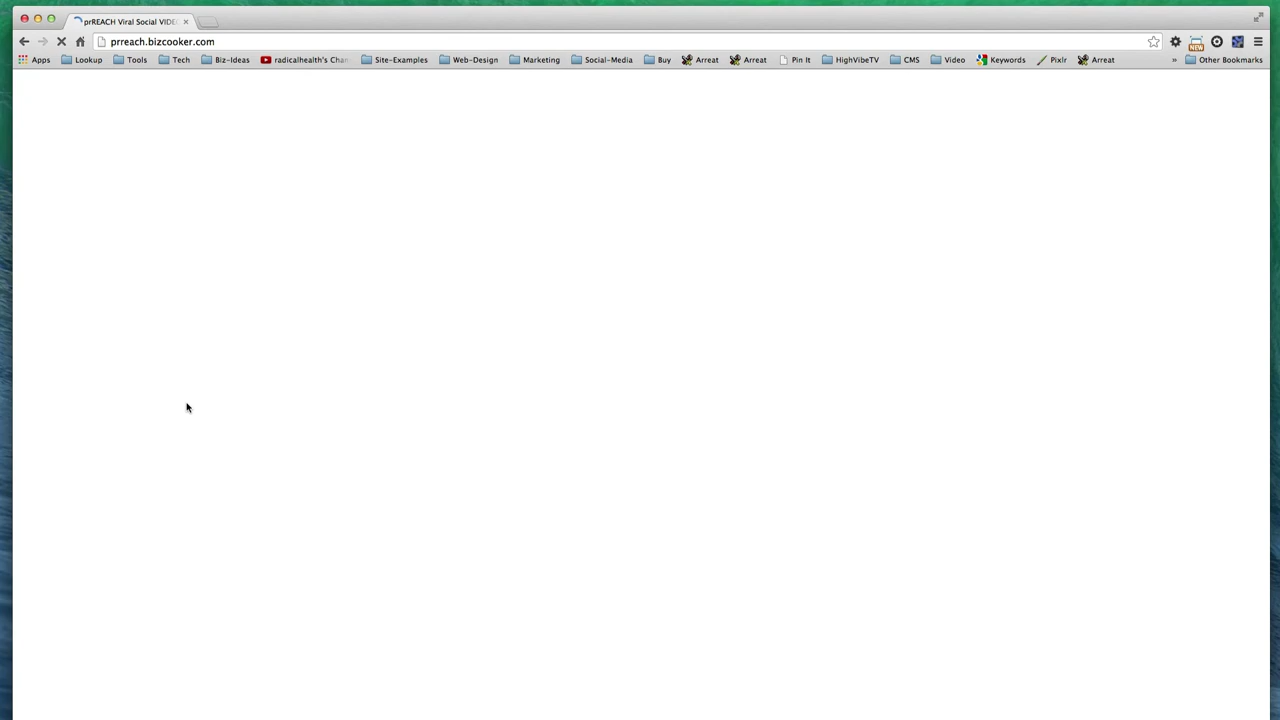 prREACH Viral Social VIDE
prreach.bizcooker.com
NEW
Apps Lookup Tools Tech Biz-Ideas radicalhealth's Chan Site-Examples Web-Design Marketing Social-Media Buy Arreat Arreat Pin It HighVibeTV CMS Video Keywords Pixlr Arreat » Other Bookmarks